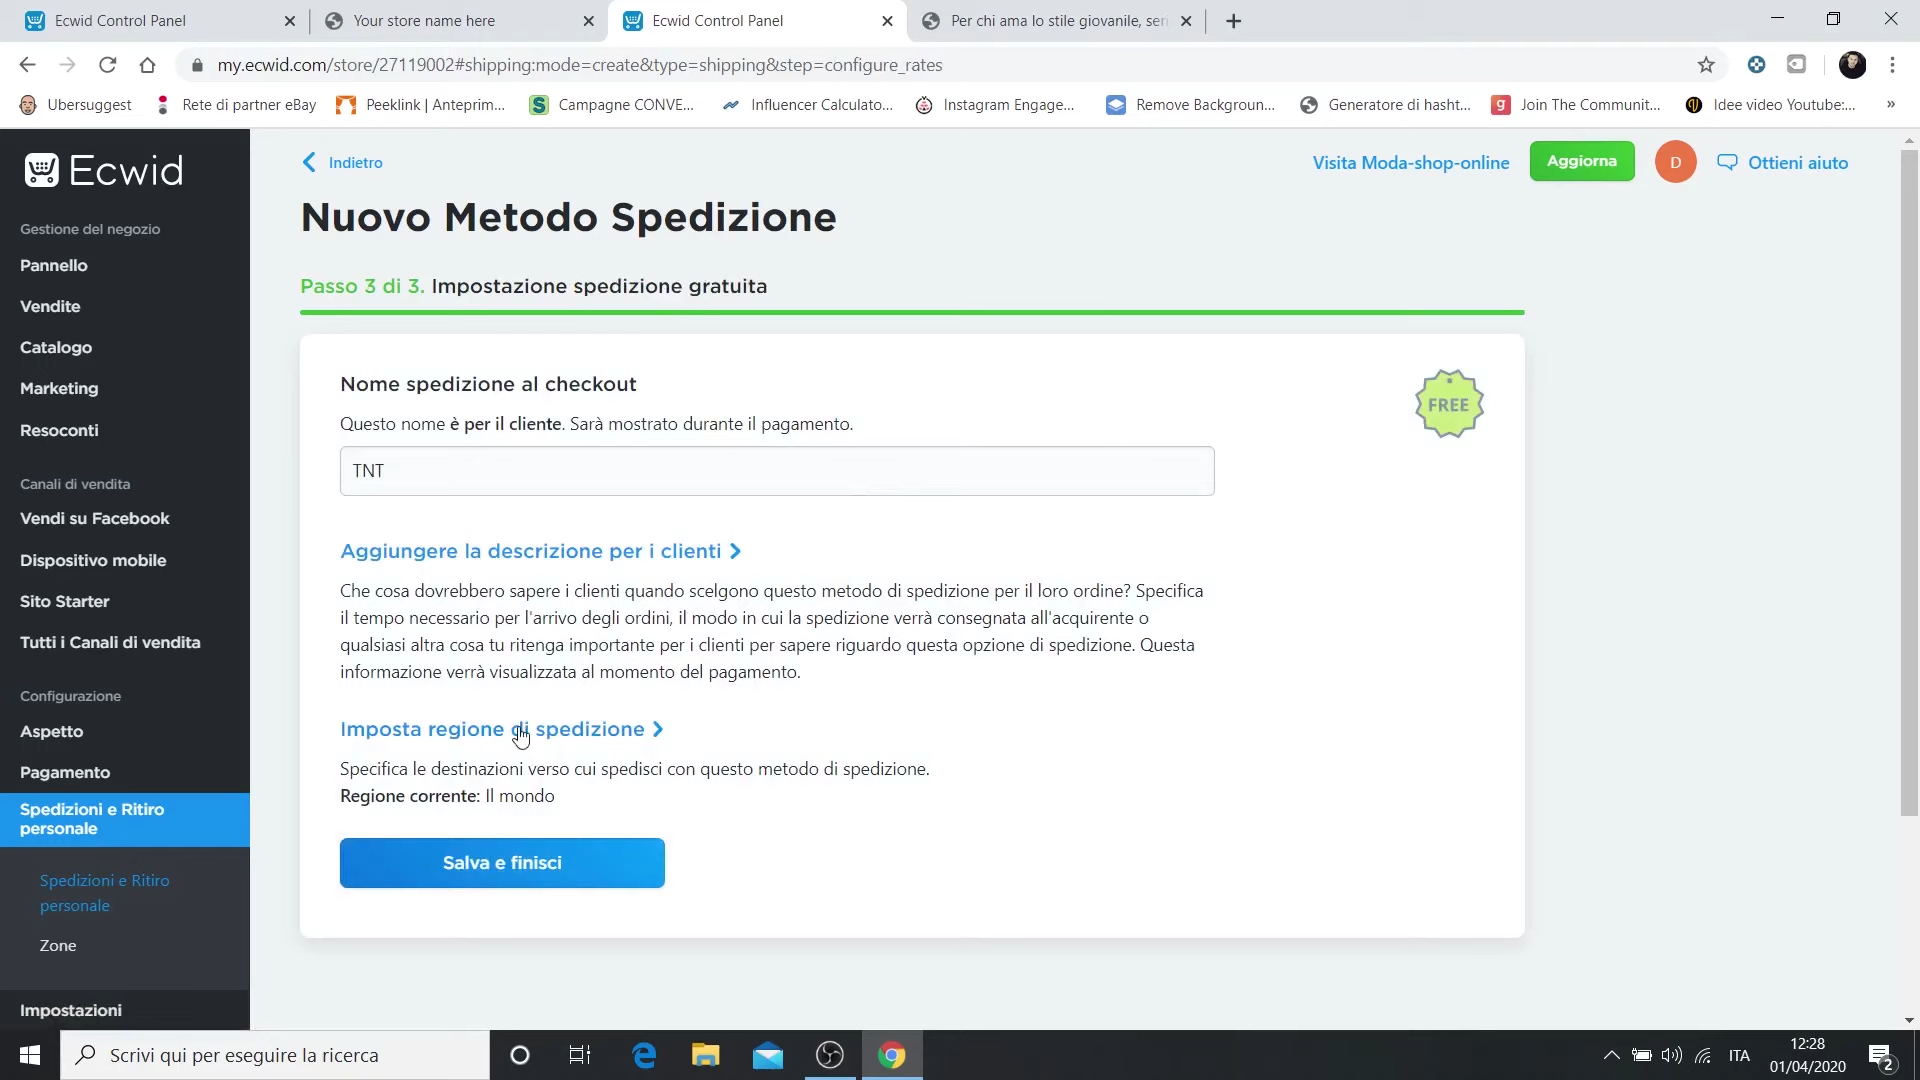 Ecwid Control Panel
Your store name here
Ecwid Control Panel
Per chi ama lo stile giovanile, ser
my.ecwid.com/store/27119002#shipping:mode=create&type=shipping&step=configure_rates
Ubersuggest
Rete di partner eBay
Peeklink | Anteprim...
Campagne CONVE...
Influencer Calculato...
Instagram Engage...
Remove Backgroun...
Generatore di hasht...
Join The Communit...
Idee video Youtube:...
»
Ecwid
Gestione del negozio
Pannello
Vendite
Catalogo
Marketing
Resoconti
Canali di vendita
Vendi su Facebook
Dispositivo mobile
Sito Starter
Tutti i Canali di vendita
Configurazione
Aspetto
Pagamento
Spedizioni e Ritiro
personale
Spedizioni e Ritiro
personale
Zone
Impostazioni
Indietro
Visita Moda-shop-online
Aggiorna
D
Ottieni aiuto
Nuovo Metodo Spedizione
Passo 3 di 3. Impostazione spedizione gratuita
Nome spedizione al checkout
FREE
Questo nome è per il cliente. Sarà mostrato durante il pagamento.
TNT
Aggiungere la descrizione per i clienti
Che cosa dovrebbero sapere i clienti quando scelgono questo metodo di spedizione per il loro ordine? Specifica
il tempo necessario per l'arrivo degli ordini, il modo in cui la spedizione verrà consegnata all'acquirente o
qualsiasi altra cosa tu ritenga importante per i clienti per sapere riguardo questa opzione di spedizione. Questa
informazione verrà visualizzata al momento del pagamento.
Imposta regione di spedizione
Specifica le destinazioni verso cui spedisci con questo metodo di spedizione.
Regione corrente: Il mondo
Salva e finisci
Scrivi qui per eseguire la ricerca
ITA
12:28
01/04/2020
2